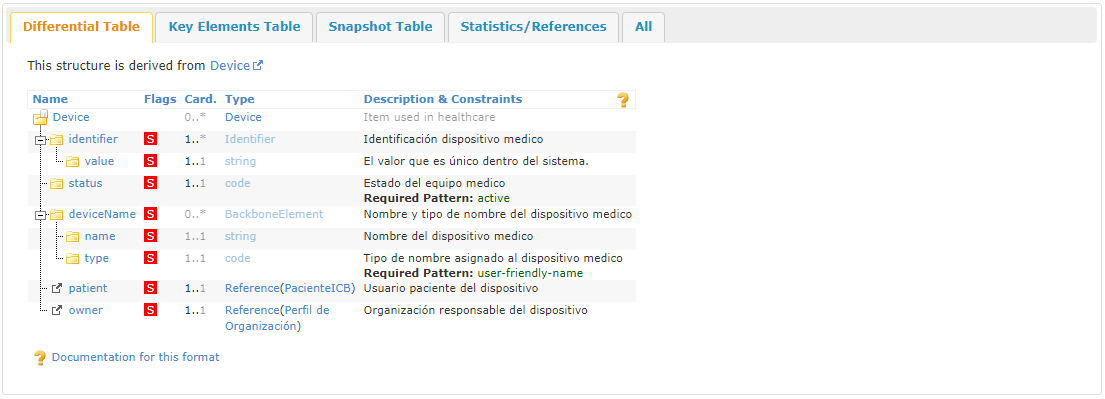 Differential Table Key Elements Table Snapshot Table Statistics/References All
This structure is derived from Device
Name Flags Card. Type Description & Constraints
Device 0..* Device Item used in healthcare
identifier S 1..* Identifier Identificación dispositivo medico
value S 1..1 string El valor que es único dentro del sistema.
status S 1..1 code Estado del equipo medico
Required Pattern: active
deviceName S 0..* BackboneElement Nombre y tipo de nombre del dispositivo medico
name S 1..1 string Nombre del dispositivo medico
type S 1..1 code Tipo de nombre asignado al dispositivo medico
Required Pattern: user-friendly-name
patient S 1..1 Reference(PacienteICB) Usuario paciente del dispositivo
owner S 1..1 Reference(Perfil de Organización responsable del dispositivo
Organización)
Documentation for this format